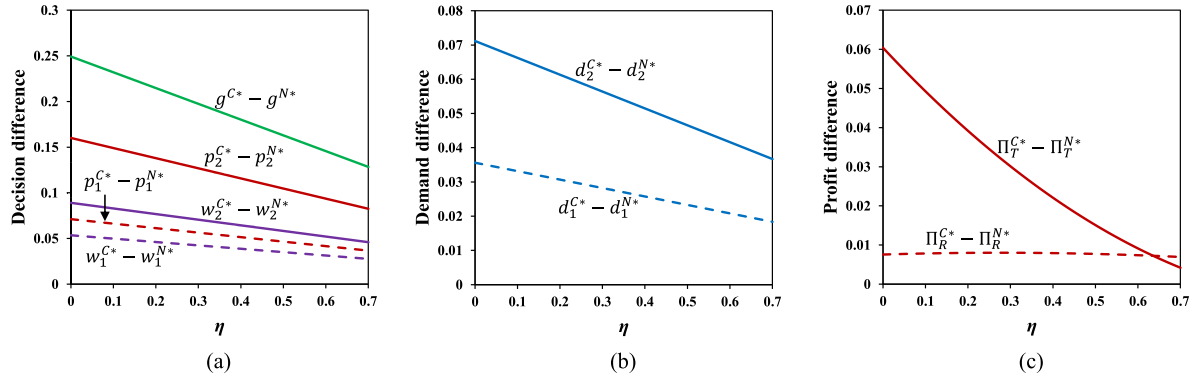 Decision difference
0.3
0.25
0.2
0.15
0.1
0.05
0
g^{C*} − g^{N*}
p_2^{C*} − p_2^{N*}
p_1^{C*} − p_1^{N*}
w_2^{C*} − w_2^{N*}
w_1^{C*} − w_1^{N*}
0 0.1 0.2 0.3 0.4 0.5 0.6 0.7
η
(a)
Demand difference
0.08
0.07
0.06
0.05
0.04
0.03
0.02
0.01
0
d_2^{C*} − d_2^{N*}
d_1^{C*} − d_1^{N*}
0 0.1 0.2 0.3 0.4 0.5 0.6 0.7
η
(b)
Profit difference
0.07
0.06
0.05
0.04
0.03
0.02
0.01
0
Π_T^{C*} − Π_T^{N*}
Π_R^{C*} − Π_R^{N*}
0 0.1 0.2 0.3 0.4 0.5 0.6 0.7
η
(c)